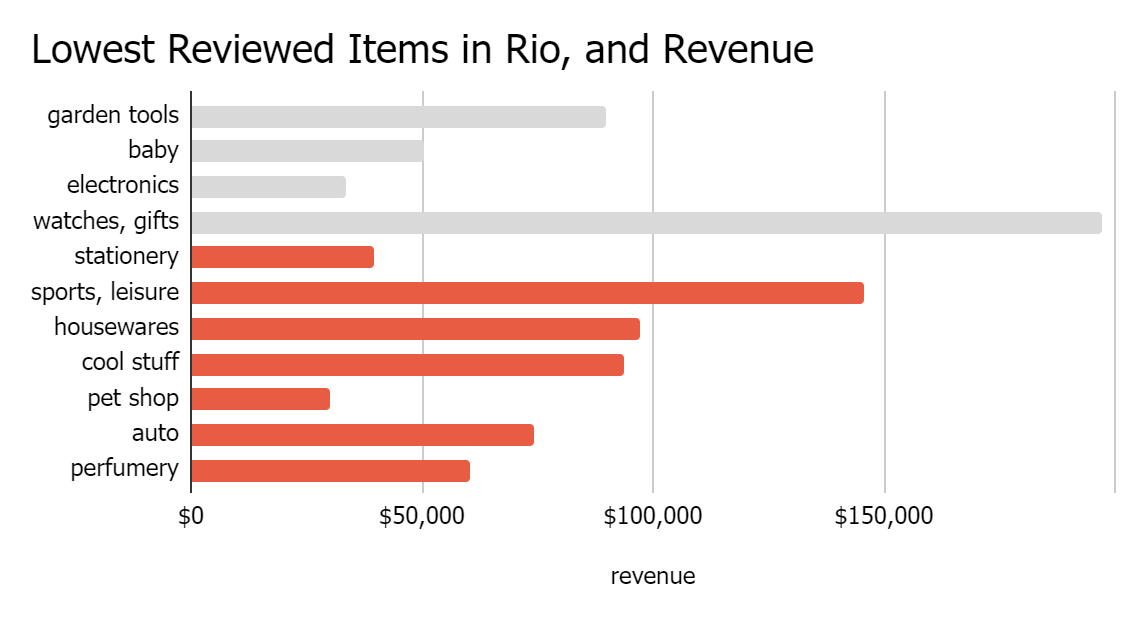 Lowest Reviewed Items in Rio, and Revenue
garden tools
baby
electronics
watches, gifts
stationery
sports, leisure
housewares
cool stuff
pet shop
auto
perfumery
$0 $50,000 $100,000 $150,000
revenue